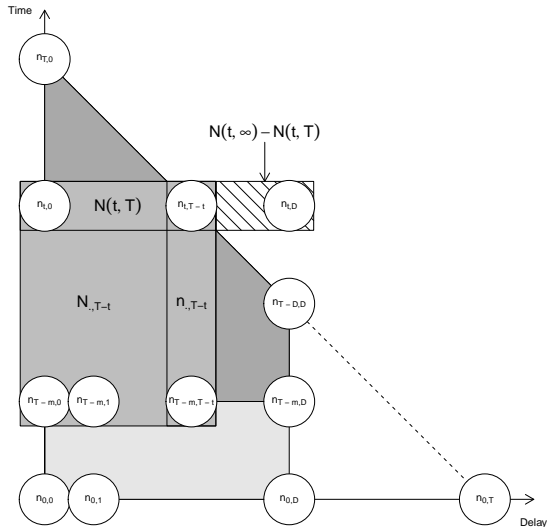 Time
n_{T,0}
N(t, ∞) − N(t, T)
n_{t,0} N(t, T) n_{t,T−t} n_{t,D}
N_{.,T−t} n_{.,T−t} n_{T−D,D}
n_{T−m,0} n_{T−m,1} n_{T−m,T−t} n_{T−m,D}
n_{0,0} n_{0,1} n_{0,D} n_{0,T}
Delay